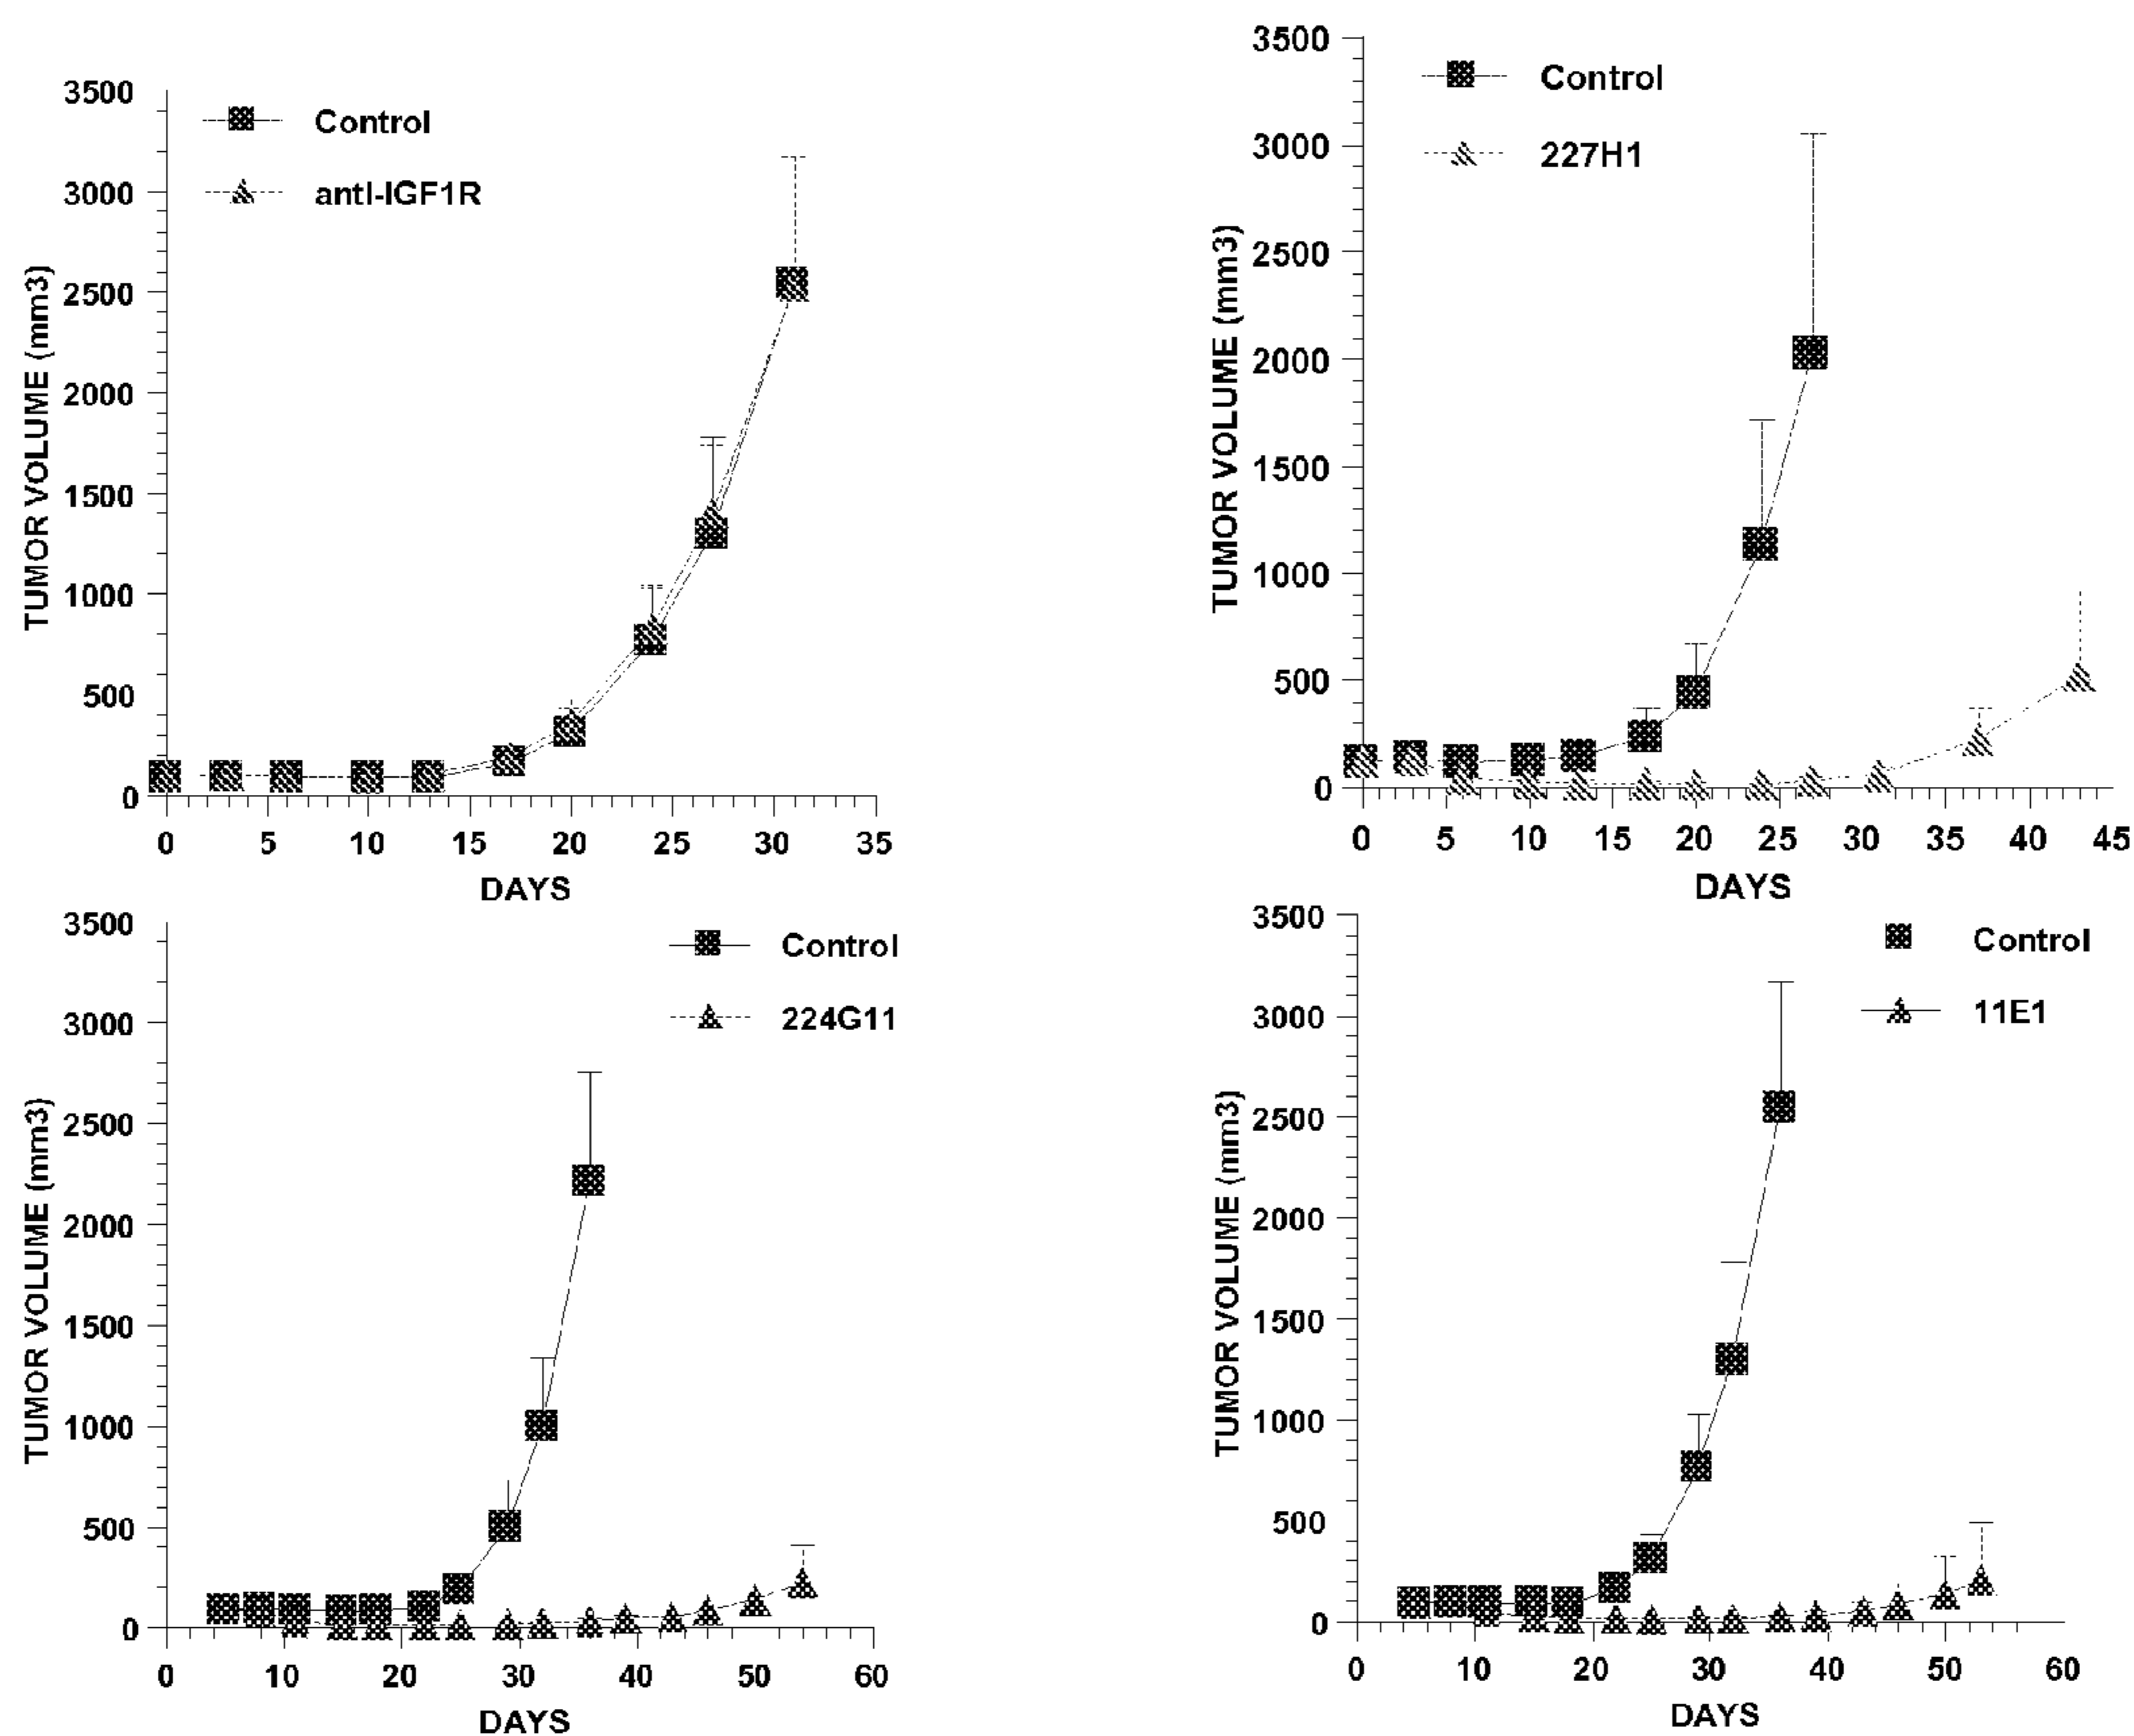 3500
3000
2500
2000
1500
1000
500
0
TUMOR VOLUME (mm3)
Control
antI-IGF1R
0 5 10 15 20 25 30 35
DAYS
3500
3000
2500
2000
1500
1000
500
0
TUMOR VOLUME (mm3)
Control
227H1
0 5 10 15 20 25 30 35 40 45
DAYS
3500
3000
2500
2000
1500
1000
500
0
TUMOR VOLUME (mm3)
Control
224G11
0 10 20 30 40 50 60
DAYS
3500
3000
2500
2000
1500
1000
500
0
TUMOR VOLUME (mm3)
Control
11E1
0 10 20 30 40 50 60
DAYS